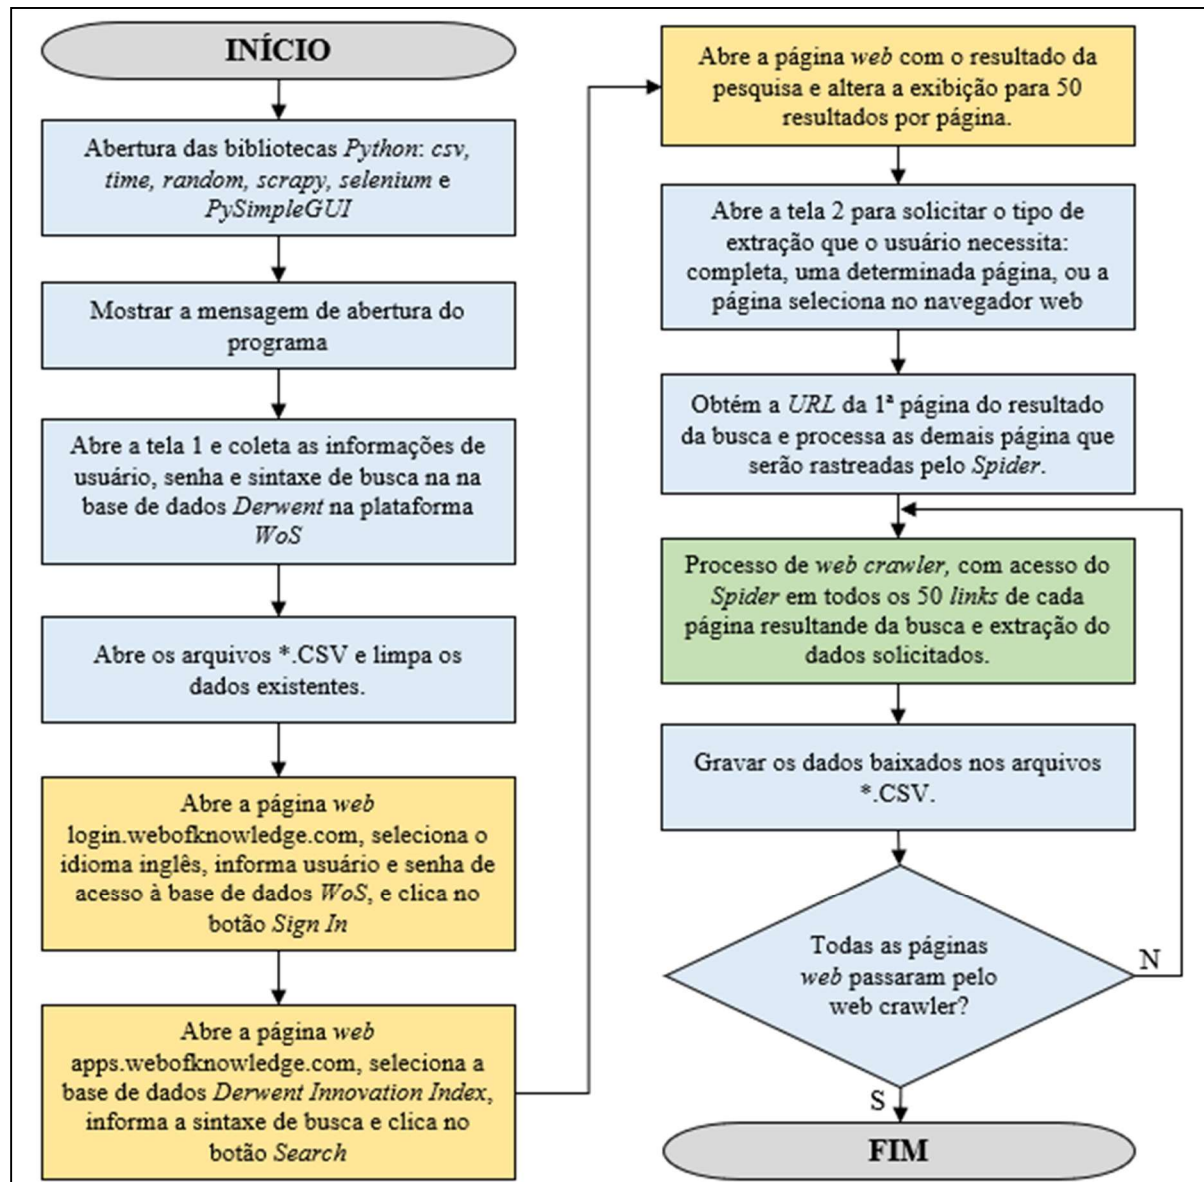 INÍCIO
Abertura das bibliotecas Python: csv,
time, random, scrapy, selenium e
PySimpleGUI
Mostrar a mensagem de abertura do
programa
Abre a tela 1 e coleta as informações de
usuário, senha e sintaxe de busca na na
base de dados Derwent na plataforma
WoS
Abre os arquivos *.CSV e limpa os
dados existentes.
Abre a página web
login.webofknowledge.com, seleciona o
idioma inglês, informa usuário e senha de
acesso à base de dados WoS, e clica no
botão Sign In
Abre a página web
apps.webofknowledge.com, seleciona a
base de dados Derwent Innovation Index,
informa a sintaxe de busca e clica no
botão Search
Abre a página web com o resultado da
pesquisa e altera a exibição para 50
resultados por página.
Abre a tela 2 para solicitar o tipo de
extração que o usuário necessita:
completa, uma determinada página, ou a
página seleciona no navegador web
Obtém a URL da 1ª página do resultado
da busca e processa as demais página que
serão rastreadas pelo Spider.
Processo de web crawler, com acesso do
Spider em todos os 50 links de cada
página resultande da busca e extração do
dados solicitados.
Gravar os dados baixados nos arquivos
*.CSV.
Todas as páginas
web passaram pelo
web crawler?
N
S
FIM